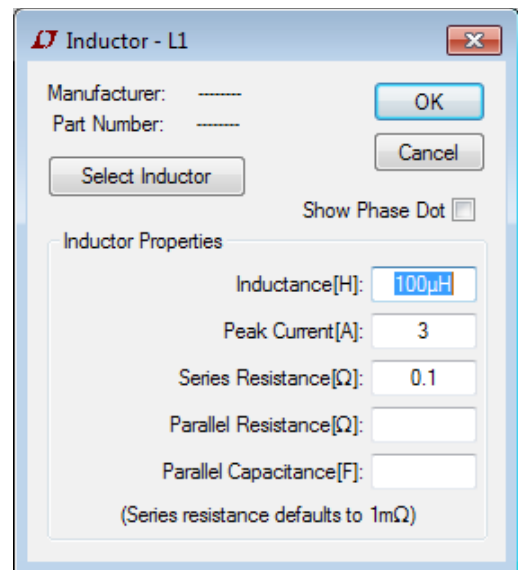 Inductor - L1
Manufacturer: --------
Part Number: --------
OK
Cancel
Select Inductor
Show Phase Dot
Inductor Properties
Inductance[H]: 100µH
Peak Current[A]: 3
Series Resistance[Ω]: 0.1
Parallel Resistance[Ω]:
Parallel Capacitance[F]:
(Series resistance defaults to 1mΩ)